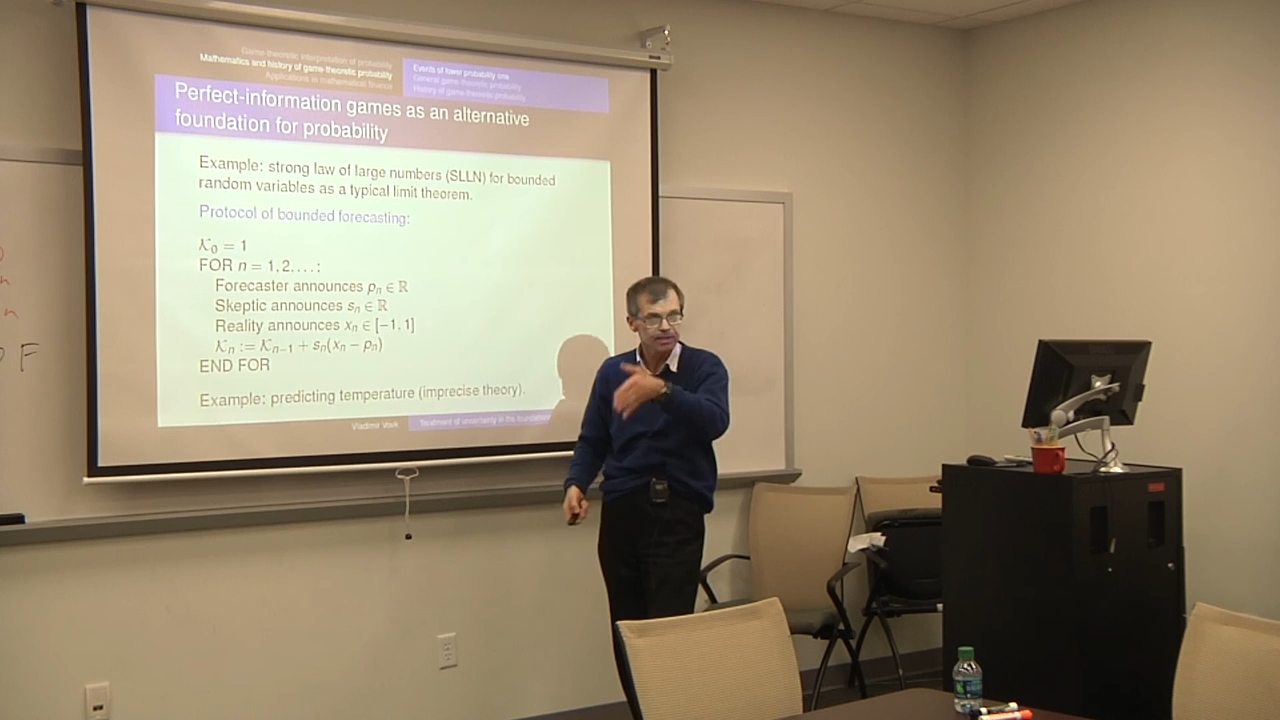 Game-theoretic interpretation of probability
Mathematics and history of game-theoretic probability
Applications in mathematical finance
Events of lower probability one
General game-theoretic probability
History of game-theoretic probability
Perfect-information games as an alternative
foundation for probability
Example: strong law of large numbers (SLLN) for bounded
random variables as a typical limit theorem.
Protocol of bounded forecasting:
𝒦₀ = 1
FOR n = 1, 2, . . . :
Forecaster announces pₙ ∈ ℝ
Skeptic announces sₙ ∈ ℝ
Reality announces xₙ ∈ [−1, 1]
𝒦ₙ := 𝒦ₙ₋₁ + sₙ(xₙ − pₙ)
END FOR
Example: predicting temperature (imprecise theory).
Vladimir Vovk
Treatment of uncertainty in the foundations
n
n
F